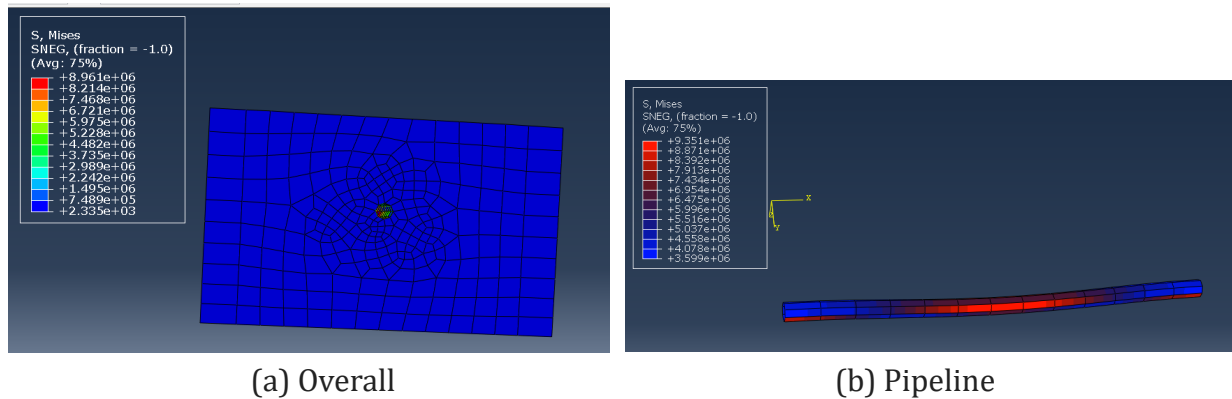 S, Mises
SNEG, (fraction = -1.0)
(Avg: 75%)
+8.961e+06
+8.214e+06
+7.468e+06
+6.721e+06
+5.975e+06
+5.228e+06
+4.482e+06
+3.735e+06
+2.989e+06
+2.242e+06
+1.495e+06
+7.489e+05
+2.335e+03
(a) Overall
S, Mises
SNEG, (fraction = -1.0)
(Avg: 75%)
+9.351e+06
+8.871e+06
+8.392e+06
+7.913e+06
+7.434e+06
+6.954e+06
+6.475e+06
+5.996e+06
+5.516e+06
+5.037e+06
+4.558e+06
+4.078e+06
+3.599e+06
X
Y
(b) Pipeline